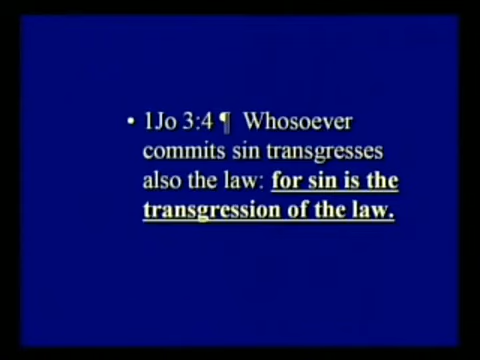 • 1Jo 3:4 ¶ Whosoever
commits sin transgresses
also the law: for sin is the
transgression of the law.